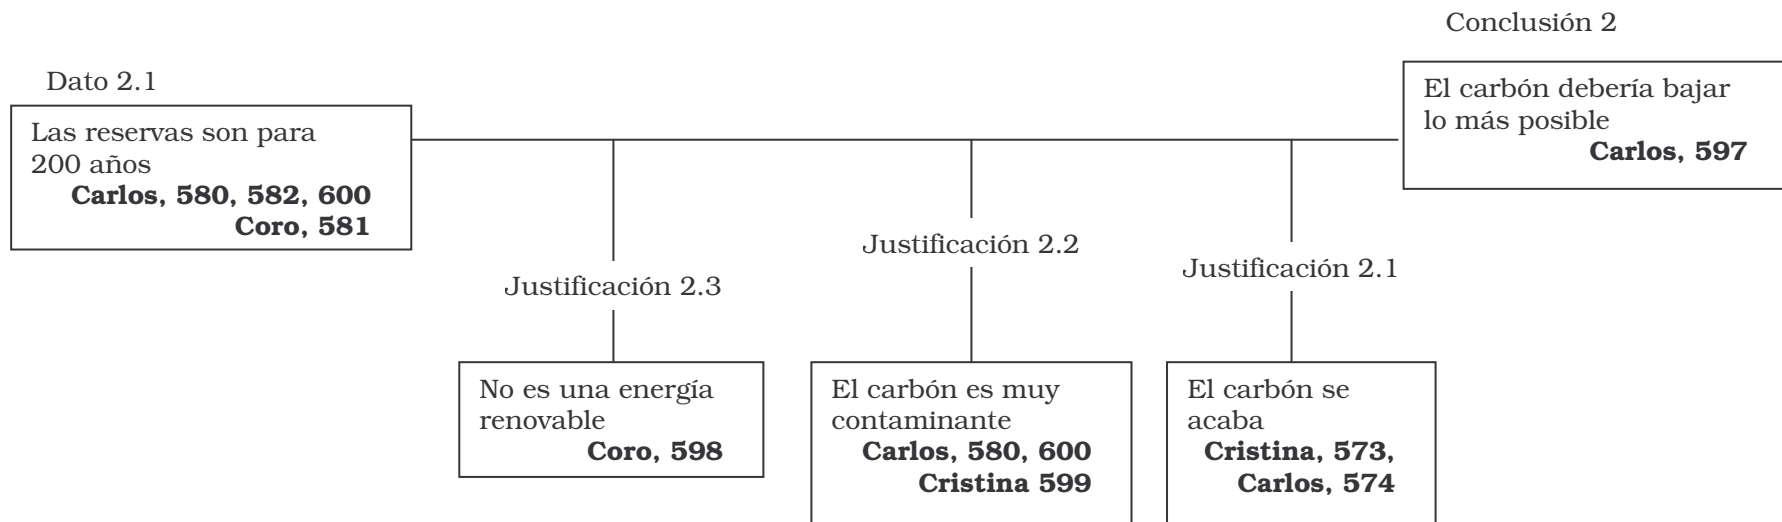 Conclusión 2
Dato 2.1
El carbón debería bajar
lo más posible
Carlos, 597
Las reservas son para
200 años
Carlos, 580, 582, 600
Coro, 581
Justificación 2.3
Justificación 2.2
Justificación 2.1
No es una energía
renovable
Coro, 598
El carbón es muy
contaminante
Carlos, 580, 600
Cristina 599
El carbón se
acaba
Cristina, 573,
Carlos, 574